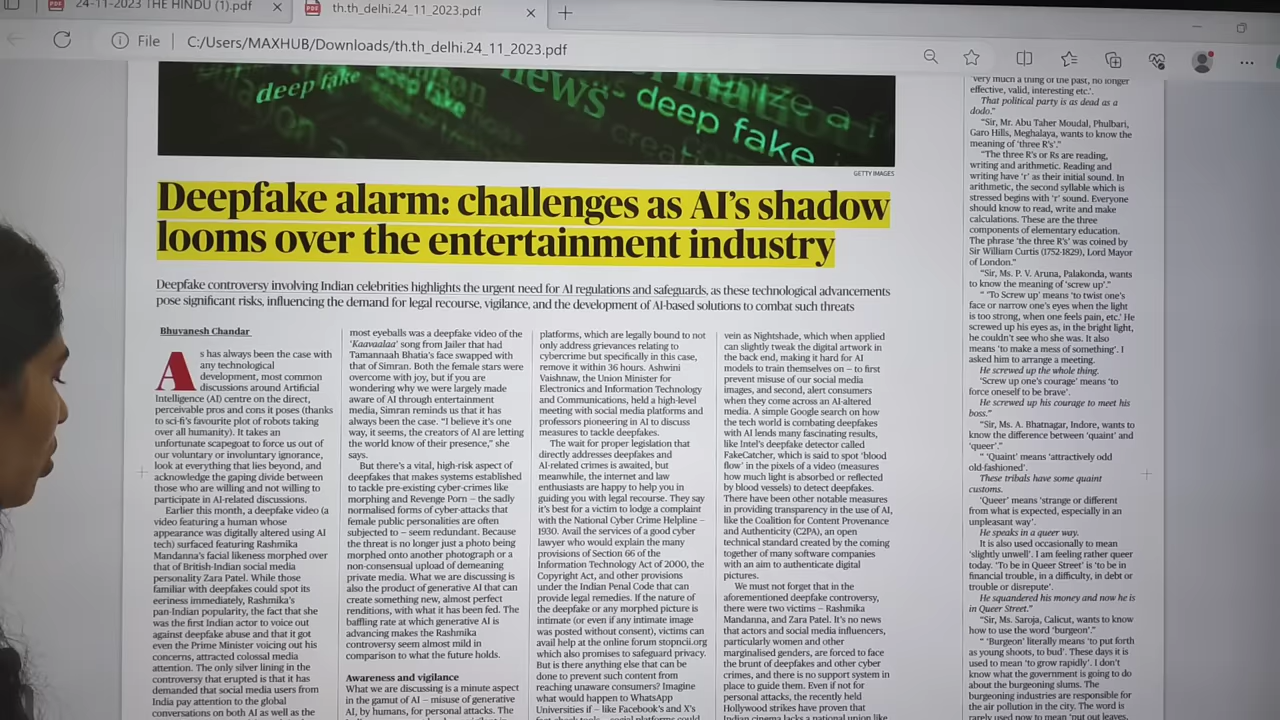 24-11-2023 THE HINDU (1).pdf
th.th_delhi.24_11_2023.pdf
File
C:/Users/MAXHUB/Downloads/th.th_delhi.24_11_2023.pdf
deep fake
deep fake
news
deep fake
GETTY IMAGES
Deepfake alarm: challenges as AI's shadow
looms over the entertainment industry
Deepfake controversy involving Indian celebrities highlights the urgent need for AI regulations and safeguards, as these technological advancements
pose significant risks, influencing the demand for legal recourse, vigilance, and the development of AI-based solutions to combat such threats
Bhuvanesh Chandar
As has always been the case with
any technological
development, most common
discussions around Artificial
Intelligence (AI) centre on the direct,
perceivable pros and cons it poses (thanks
to sci-fi's favourite plot of robots taking
over all humanity). It takes an
unfortunate scapegoat to force us out of
our voluntary or involuntary ignorance,
look at everything that lies beyond, and
acknowledge the gaping divide between
those who are willing and not willing to
participate in AI-related discussions.
Earlier this month, a deepfake video (a
video featuring a human whose
appearance was digitally altered using AI
tech) surfaced featuring Rashmika
Mandanna's facial likeness morphed over
that of British-Indian social media
personality Zara Patel. While those
familiar with deepfakes could spot its
eeriness immediately, Rashmika's
pan-Indian popularity, the fact that she
was the first Indian actor to voice out
against deepfake abuse and that it got
even the Prime Minister voicing out his
concerns, attracted colossal media
attention. The only silver lining in the
controversy that erupted is that it has
demanded that social media users from
India pay attention to the global
conversations on both AI as well as the
most eyeballs was a deepfake video of the
'Kaavaalaa' song from Jailer that had
Tamannaah Bhatia's face swapped with
that of Simran. Both the female stars were
overcome with joy, but if you are
wondering why we were largely made
aware of AI through entertainment
media, Simran reminds us that it has
always been the case. “I believe it's one
way, it seems, the creators of AI are letting
the world know of their presence,” she
says.
But there's a vital, high-risk aspect of
deepfakes that makes systems established
to tackle pre-existing cyber-crimes like
morphing and Revenge Porn – the sadly
normalised forms of cyber-attacks that
female public personalities are often
subjected to – seem redundant. Because
the threat is no longer just a photo being
morphed onto another photograph or a
non-consensual upload of demeaning
private media. What we are discussing is
also the product of generative AI that can
create something new, almost perfect
renditions, with what it has been fed. The
baffling rate at which generative AI is
advancing makes the Rashmika
controversy seem almost mild in
comparison to what the future holds.
Awareness and vigilance
What we are discussing is a minute aspect
in the gamut of AI – misuse of generative
AI, by humans, for personal attacks. The
platforms, which are legally bound to not
only address grievances relating to
cybercrime but specifically in this case,
remove it within 36 hours. Ashwini
Vaishnaw, the Union Minister for
Electronics and Information Technology
and Communications, held a high-level
meeting with social media platforms and
professors pioneering in AI to discuss
measures to tackle deepfakes.
The wait for proper legislation that
directly addresses deepfakes and
AI-related crimes is awaited, but
meanwhile, the internet and law
enthusiasts are happy to help you in
guiding you with legal recourse. They say
it's best for a victim to lodge a complaint
with the National Cyber Crime Helpline –
1930. Avail the services of a good cyber
lawyer who would explain the many
provisions of Section 66 of the
Information Technology Act of 2000, the
Copyright Act, and other provisions
under the Indian Penal Code that can
provide legal remedies. If the nature of
the deepfake or any morphed picture is
intimate (or even if any intimate image
was posted without consent), victims can
avail help at the online forum stopncii.org
which also promises to safeguard privacy.
But is there anything else that can be
done to prevent such content from
reaching unaware consumers? Imagine
what would happen to WhatsApp
Universities if – like Facebook's and X's
vein as Nightshade, which when applied
can slightly tweak the digital artwork in
the back end, making it hard for AI
models to train themselves on – to first
prevent misuse of our social media
images, and second, alert consumers
when they come across an AI-altered
media. A simple Google search on how
the tech world is combating deepfakes
with AI lends many fascinating results,
like Intel's deepfake detector called
FakeCatcher, which is said to spot 'blood
flow' in the pixels of a video (measures
how much light is absorbed or reflected
by blood vessels) to detect deepfakes.
There have been other notable measures
in providing transparency in the use of AI,
like the Coalition for Content Provenance
and Authenticity (C2PA), an open
technical standard created by the coming
together of many software companies
with an aim to authenticate digital
pictures.
We must not forget that in the
aforementioned deepfake controversy,
there were two victims – Rashmika
Mandanna, and Zara Patel. It's no news
that actors and social media influencers,
particularly women and other
marginalised genders, are forced to face
the brunt of deepfakes and other cyber
crimes, and there is no support system in
place to guide them. Even if not for
personal attacks, the recently held
Hollywood strikes have proven that
Indian cinema lacks a national union like
'very much a thing of the past, no longer
effective, valid, interesting etc.'.
That political party is as dead as a
dodo.”
“Sir, Mr. Abu Taher Moudal, Phulbari,
Garo Hills, Meghalaya, wants to know the
meaning of 'three R's'.”
“The three R's or Rs are reading,
writing and arithmetic. Reading and
writing have 'r' as their initial sound. In
arithmetic, the second syllable which is
stressed begins with 'r' sound. Everyone
should know to read, write and make
calculations. These are the three
components of elementary education.
The phrase 'the three R's' was coined by
Sir William Curtis (1752-1829), Lord Mayor
of London.”
“Sir, Ms. P. V. Aruna, Palakonda, wants
to know the meaning of 'screw up'.”
“ 'To Screw up' means 'to twist one's
face or narrow one's eyes when the light
is too strong, when one feels pain, etc.' He
screwed up his eyes as, in the bright light,
he couldn't see who she was. It also
means 'to make a mess of something'. I
asked him to arrange a meeting.
He screwed up the whole thing.
'Screw up one's courage' means 'to
force oneself to be brave'.
He screwed up his courage to meet his
boss.”
“Sir, Ms. A. Bhatnagar, Indore, wants to
know the difference between 'quaint' and
'queer'.”
“ 'Quaint' means 'attractively odd
old-fashioned'.
These tribals have some quaint
customs.
'Queer' means 'strange or different
from what is expected, especially in an
unpleasant way'.
He speaks in a queer way.
It is also used occasionally to mean
'slightly unwell'. I am feeling rather queer
today. 'To be in Queer Street' is 'to be in
financial trouble, in a difficulty, in debt or
trouble or disrepute'.
He squandered his money and now he is
in Queer Street.”
“Sir, Ms. Saroja, Calicut, wants to know
how to use the word 'burgeon'.”
“ 'Burgeon' literally means 'to put forth
as young shoots, to bud'. These days it is
used to mean 'to grow rapidly'. I don't
know what the government is going to do
about the burgeoning slums. The
burgeoning industries are responsible for
the air pollution in the city. The word is
rarely used now to mean 'put out leaves,